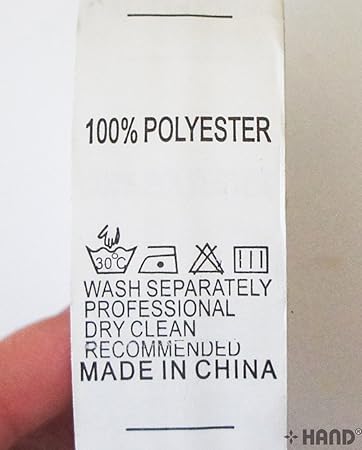 100% POLYESTER
30°C
WASH SEPARATELY
PROFESSIONAL
DRY CLEAN
RECOMMENDED
MADE IN CHINA
HAND®